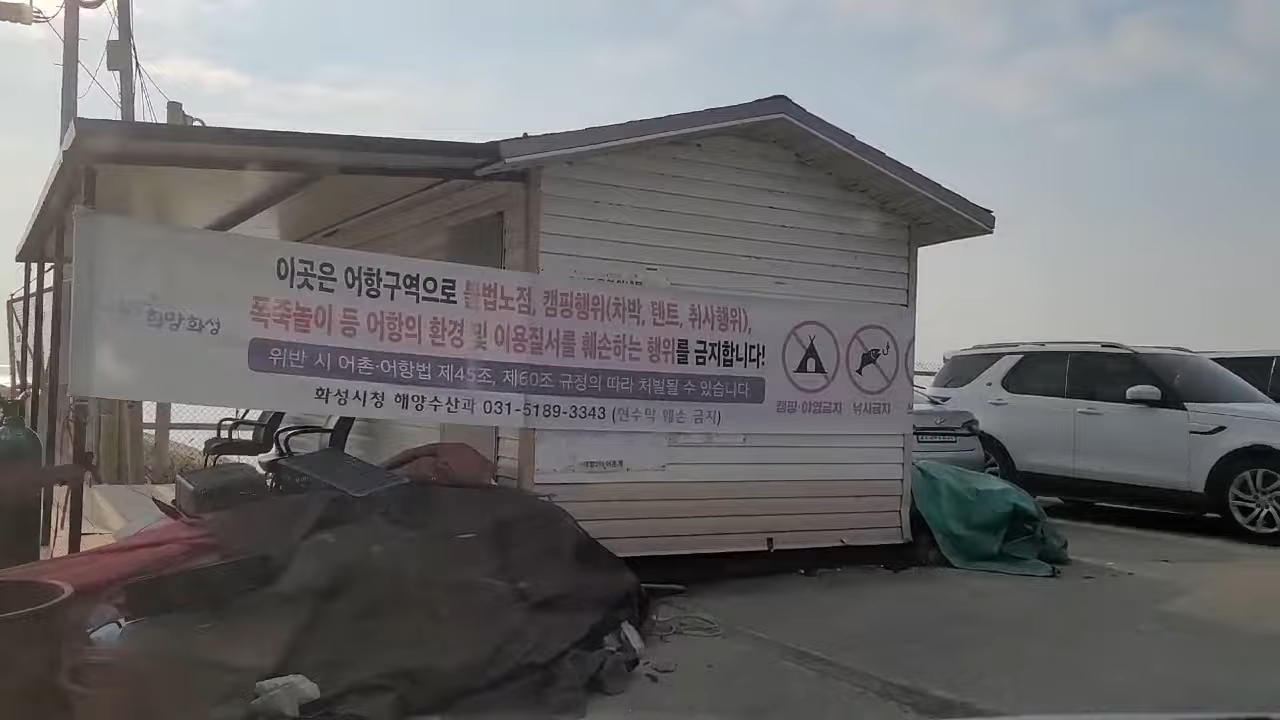 이곳은 어항구역으로 불법노점, 캠핑행위(차박, 텐트, 취사행위),
폭죽놀이 등 어항의 환경 및 이용질서를 훼손하는 행위를 금지합니다!
위반 시 어촌·어항법 제45조, 제60조 규정의 따라 처벌될 수 있습니다
화성시청 해양수산과 031-5189-3343 (현수막 훼손 금지)
희망화성
캠핑·야영금지
낚시금지